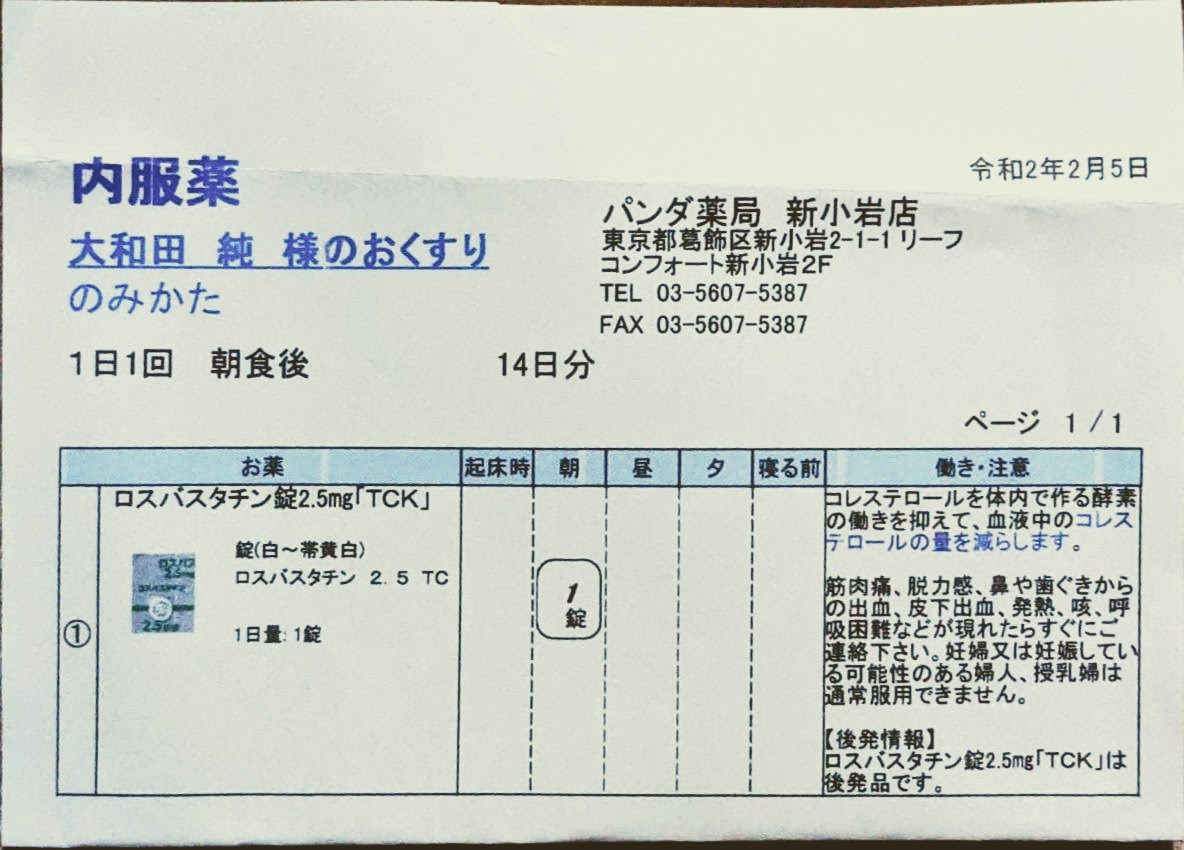 令和2年2月5日
内服薬
大和田 純 様のおくすり
のみかた
パンダ薬局 新小岩店
東京都葛飾区新小岩2-1-1 リーフ
コンフォート新小岩2F
TEL 03-5607-5387
FAX 03-5607-5387
1日1回 朝食後 14日分
ページ 1 / 1
お薬 起床時 朝 昼 夕 寝る前 働き・注意
①
ロスバスタチン錠2.5mg「TCK」
錠(白～帯黄白)
ロスバスタチン 2.5 TC
1日量:1錠
2.5mg
1
錠
コレステロールを体内で作る酵素
の働きを抑えて、血液中のコレス
テロールの量を減らします。
筋肉痛、脱力感、鼻や歯ぐきから
の出血、皮下出血、発熱、咳、呼
吸困難などが現れたらすぐにご
連絡下さい。妊婦又は妊娠してい
る可能性のある婦人、授乳婦は
通常服用できません。
【後発情報】
ロスバスタチン錠2.5mg「TCK」は
後発品です。